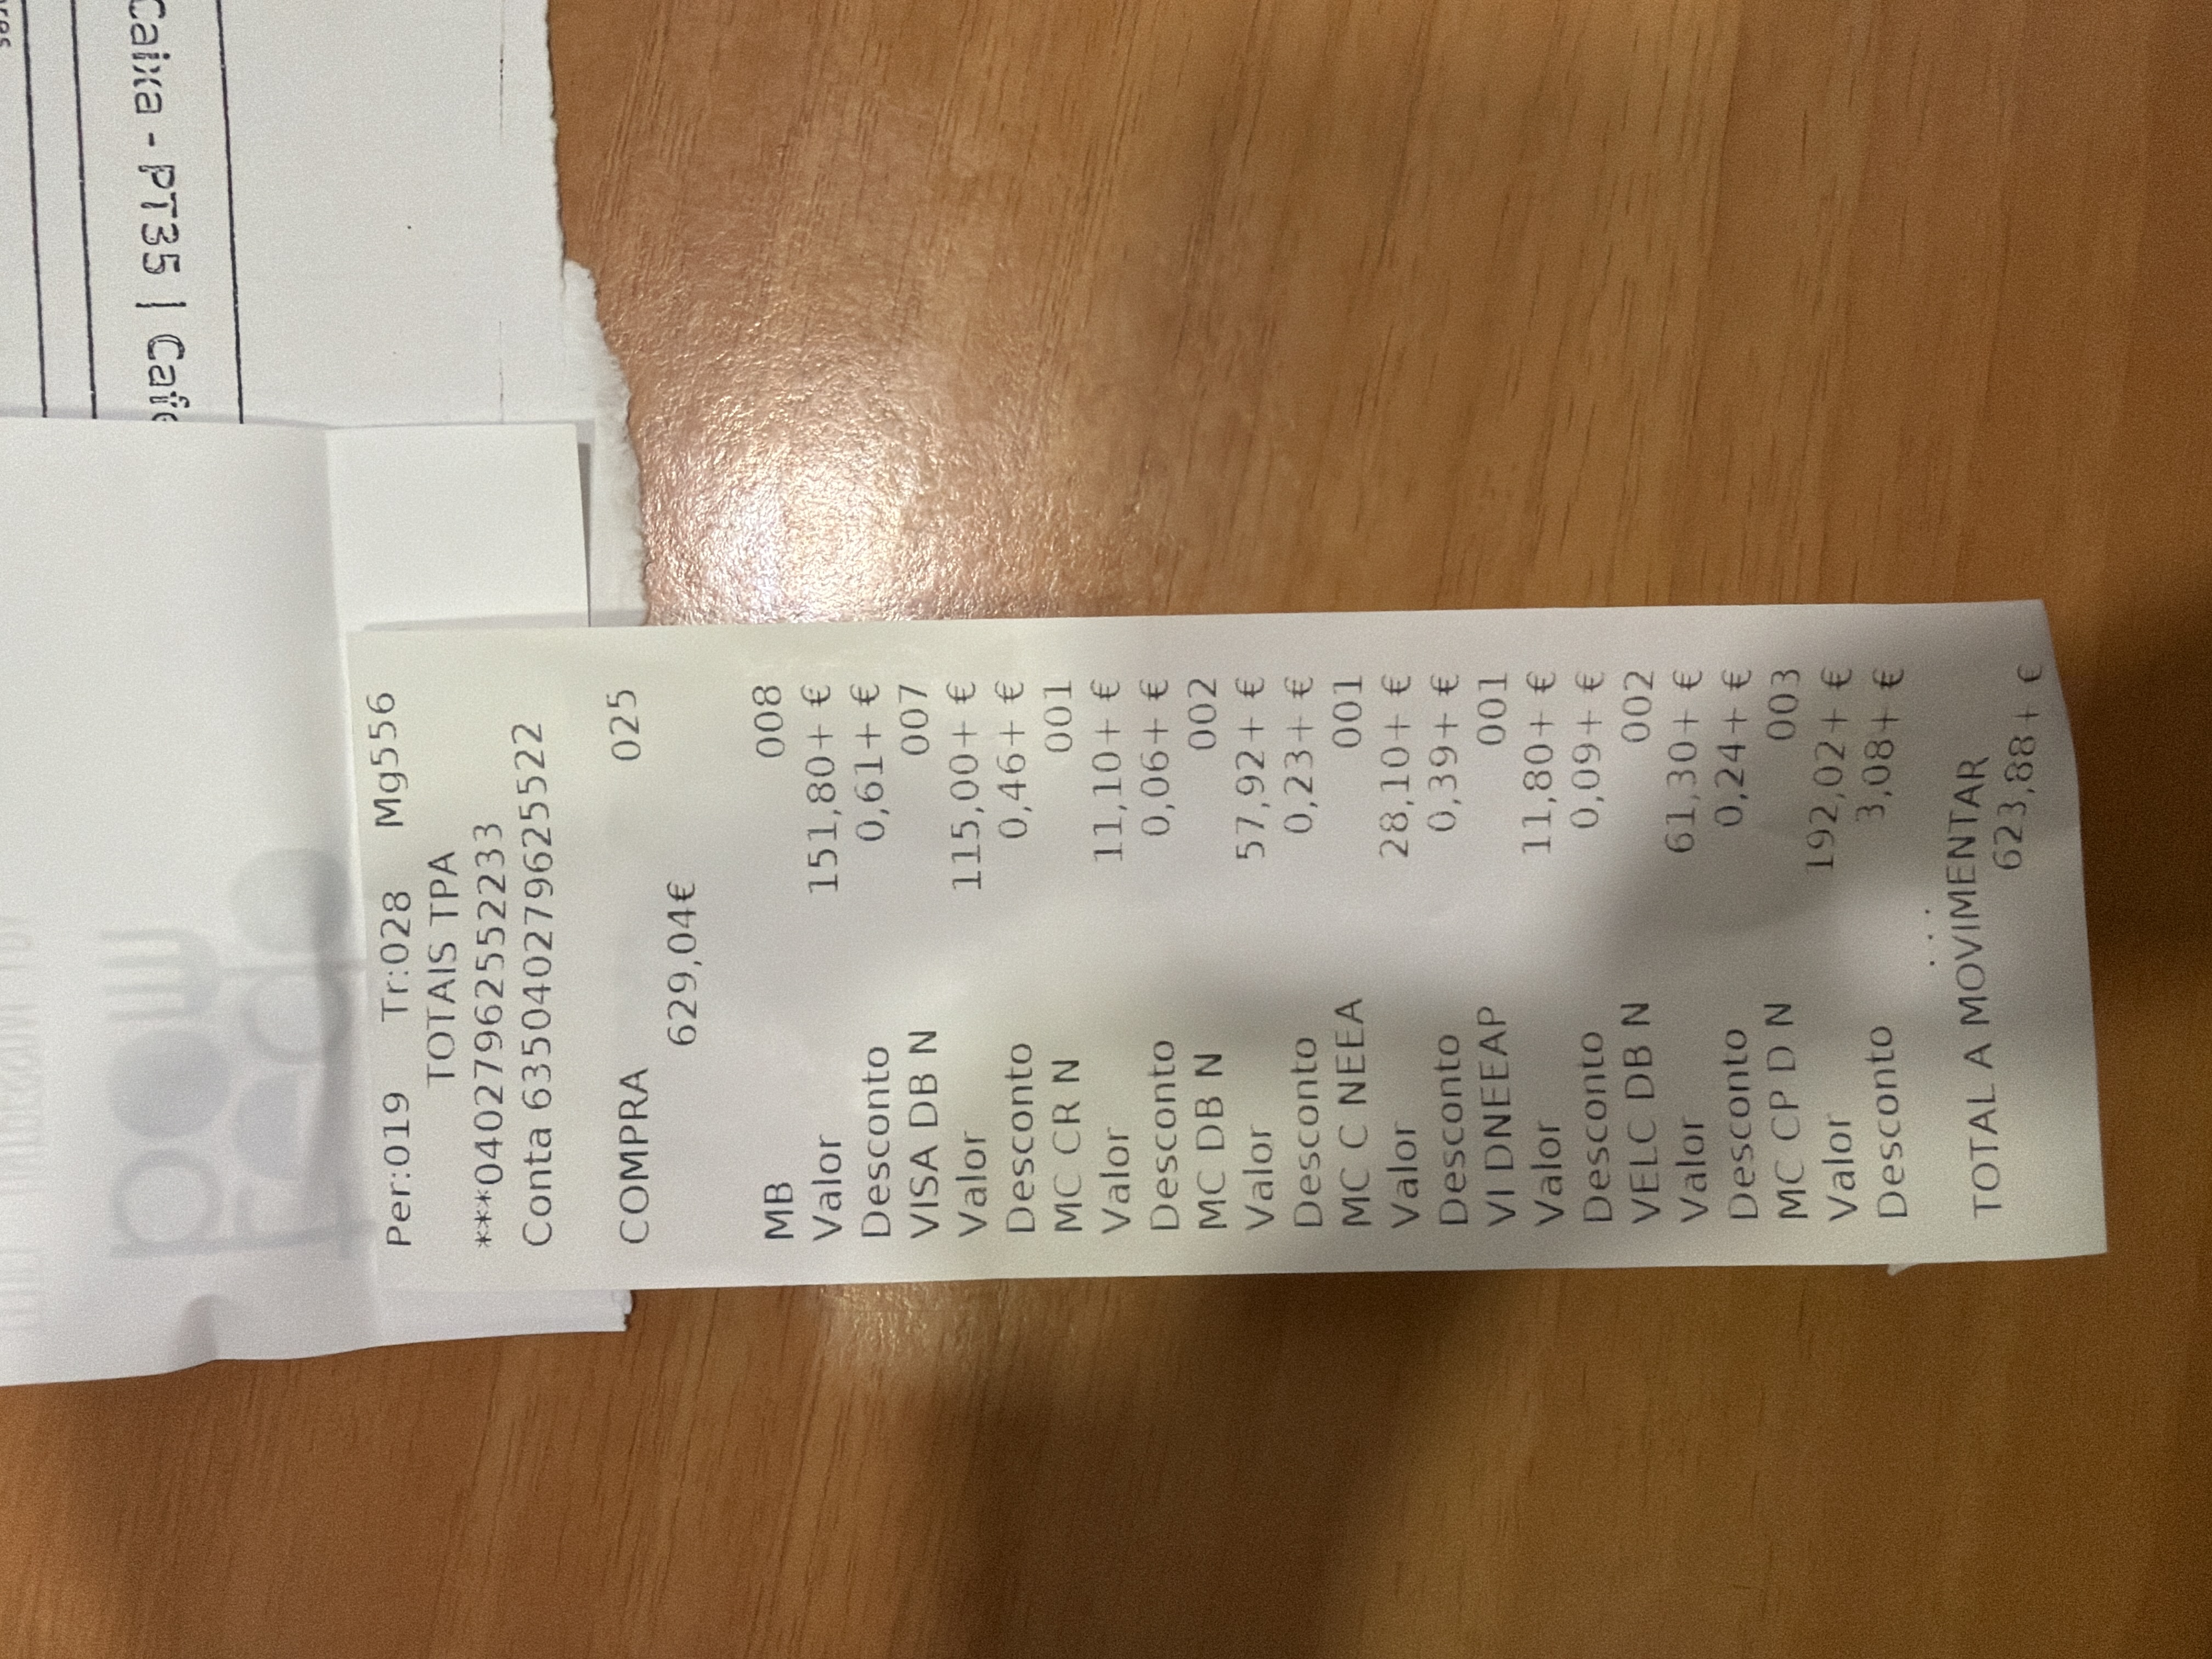 Per:019 Tr:028 Mg556
TOTAIS TPA
***0402796255522233
Conta 6350402796255522
COMPRA 025
629,04€
MB 008
Valor 151,80+ €
Desconto 0,61+ €
VISA DB N 007
Valor 115,00+ €
Desconto 0,46+ €
MC CR N 001
Valor 11,10+ €
Desconto 0,06+ €
MC DB N 002
Valor 57,92+ €
Desconto 0,23+ €
MC C NEEA 001
Valor 28,10+ €
Desconto 0,39+ €
VI DNEEAP 001
Valor 11,80+ €
Desconto 0,09+ €
VELC DB N 002
Valor 61,30+ €
Desconto 0,24+ €
MC CP D N 003
Valor 192,02+ €
Desconto 3,08+ €
TOTAL A MOVIMENTAR
623,88+ €
Caixa - PT35 |